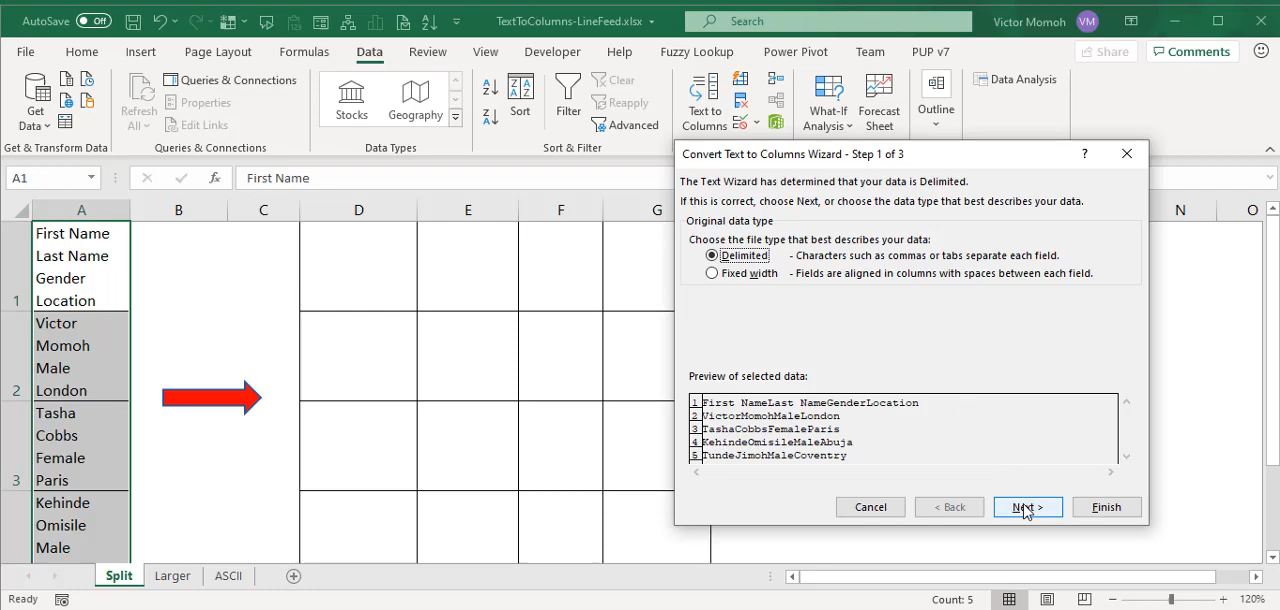 AutoSave Off TextToColumns-LineFeed.xlsx Search Victor Momoh VM
File Home Insert Page Layout Formulas Data Review View Developer Help Fuzzy Lookup Power Pivot Team PUP v7 Share Comments
Get Data
Refresh All
Queries & Connections
Properties
Edit Links
Stocks
Geography
Sort
Filter
Clear
Reapply
Advanced
Text to Columns
What-If Analysis
Forecast Sheet
Outline
Data Analysis
Get & Transform Data Queries & Connections Data Types Sort & Filter
A1 fx First Name
A B C D E F G N O
First Name
Last Name
Gender
1 Location
Victor
Momoh
Male
2 London
Tasha
Cobbs
Female
3 Paris
Kehinde
Omisile
Male
Convert Text to Columns Wizard - Step 1 of 3 ?
The Text Wizard has determined that your data is Delimited.
If this is correct, choose Next, or choose the data type that best describes your data.
Original data type
Choose the file type that best describes your data:
Delimited - Characters such as commas or tabs separate each field.
Fixed width - Fields are aligned in columns with spaces between each field.
Preview of selected data:
1 First NameLast NameGenderLocation
2 VictorMomohMaleLondon
3 TashaCobbsFemaleParis
4 KehindeOmisileMaleAbuja
5 TundeJimohMaleCoventry
Cancel < Back Next > Finish
Split Larger ASCII
Ready Count: 5 120%